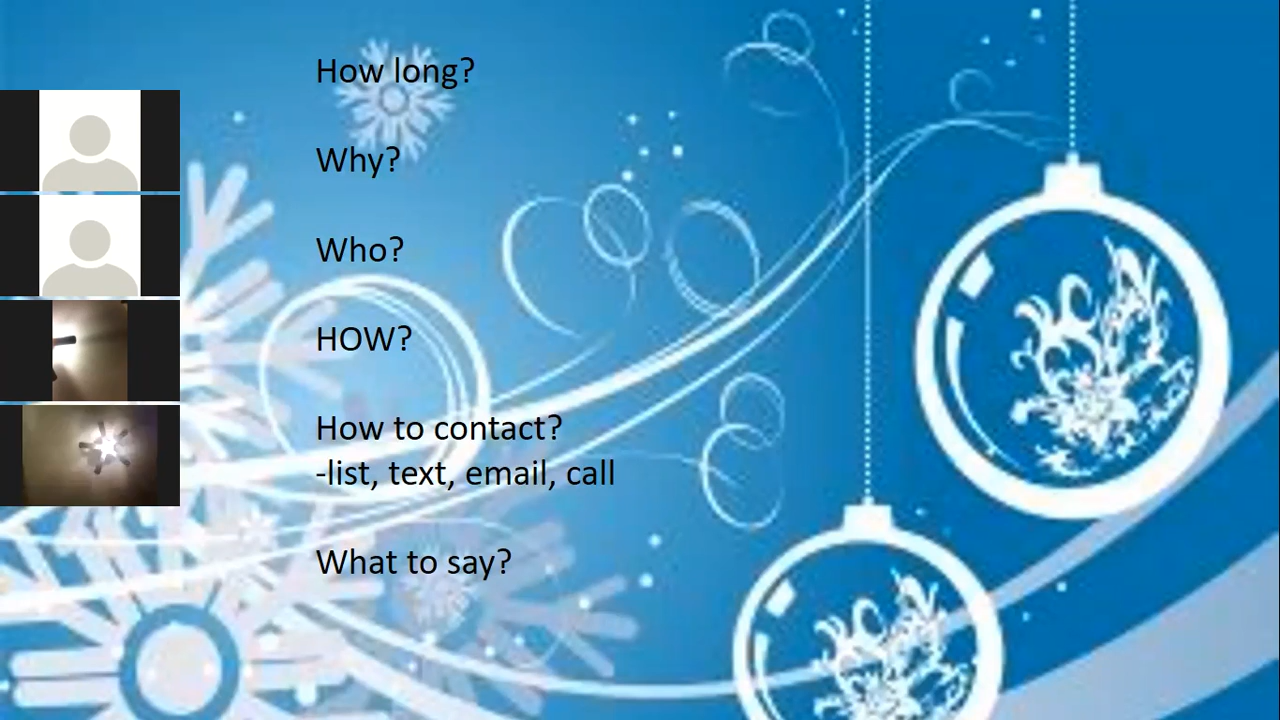 How long?
Why?
Who?
HOW?
How to contact?
-list, text, email, call
What to say?